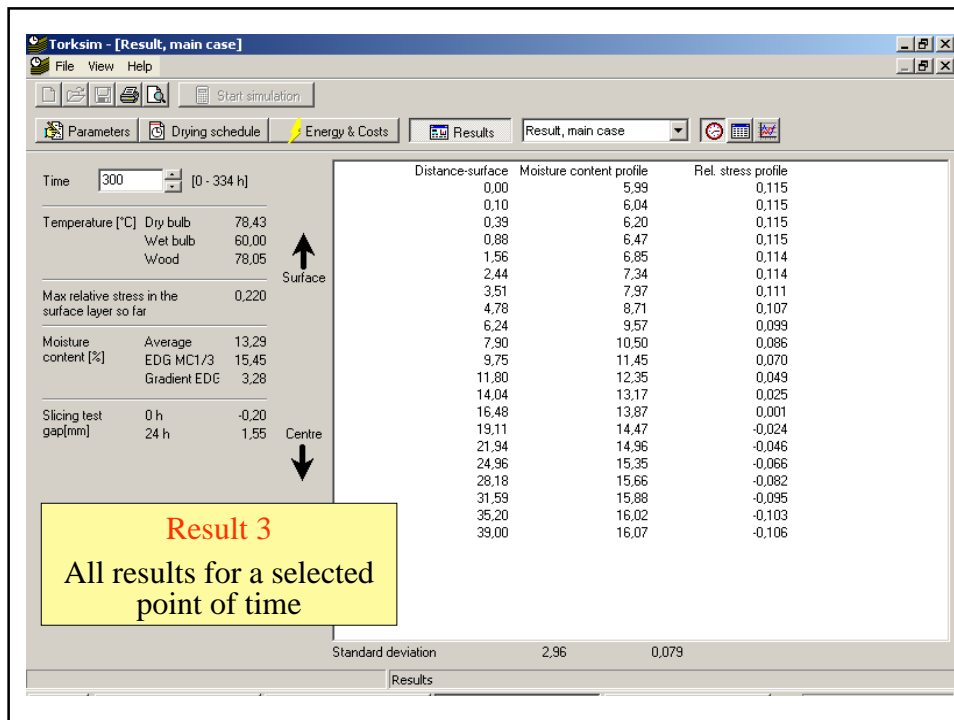 Torksim - [Result, main case]
File View Help
Start simulation
Parameters Drying schedule Energy & Costs Results Result, main case
Time 300 [0 - 334 h]
Temperature [°C] Dry bulb 78,43
Wet bulb 60,00
Wood 78,05
Surface
Max relative stress in the 0,220
surface layer so far
Moisture Average 13,29
content [%] EDG MC1/3 15,45
Gradient EDG 3,28
Slicing test 0 h -0,20
gap[mm] 24 h 1,55
Centre
Distance-surface Moisture content profile Rel. stress profile
0,00 5,99 0,115
0,10 6,04 0,115
0,39 6,20 0,115
0,88 6,47 0,115
1,56 6,85 0,114
2,44 7,34 0,114
3,51 7,97 0,111
4,78 8,71 0,107
6,24 9,57 0,099
7,90 10,50 0,086
9,75 11,45 0,070
11,80 12,35 0,049
14,04 13,17 0,025
16,48 13,87 0,001
19,11 14,47 -0,024
21,94 14,96 -0,046
24,96 15,35 -0,066
28,18 15,66 -0,082
31,59 15,88 -0,095
35,20 16,02 -0,103
39,00 16,07 -0,106
Result 3
All results for a selected
point of time
Standard deviation 2,96 0,079
Results